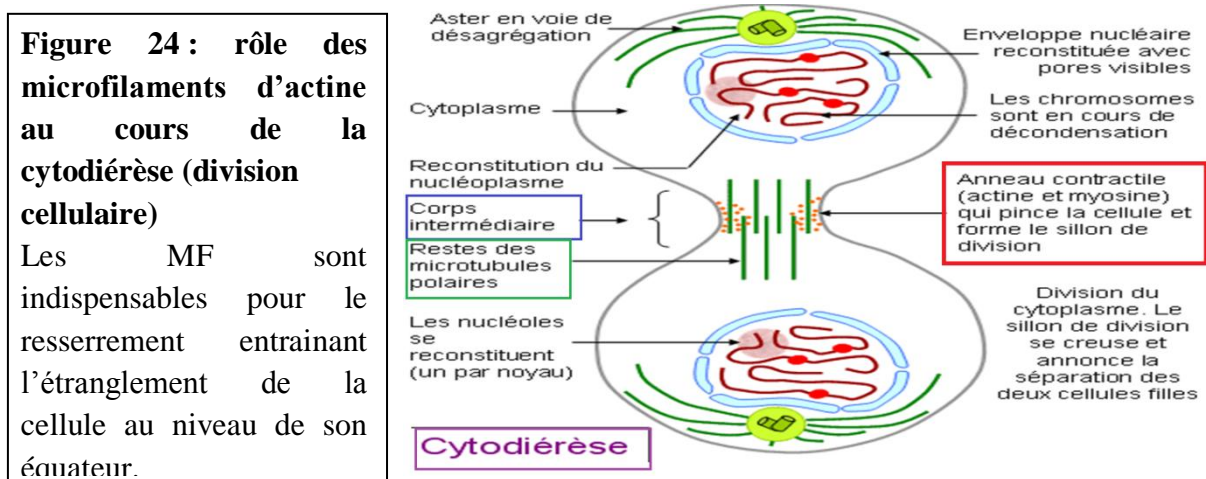 Figure 24 : rôle des
microfilaments d’actine
au cours de la
cytodiérèse (division
cellulaire)
Les MF sont
indispensables pour le
resserrement entrainant
l’étranglement de la
cellule au niveau de son
équateur.
Aster en voie de
désagrégation
Cytoplasme
Reconstitution du
nucléoplasme
Corps
intermédiaire
Restes des
microtubules
polaires
Les nucléoles
se
reconstituent
(un par noyau)
Cytodiérèse
Enveloppe nucléaire
reconstituée avec
pores visibles
Les chromosomes
sont en cours de
décondensation
Anneau contractile
(actine et myosine)
qui pince la cellule et
forme le sillon de
division
Division du
cytoplasme. Le
sillon de division
se creuse et
annonce la
séparation des
deux cellules filles